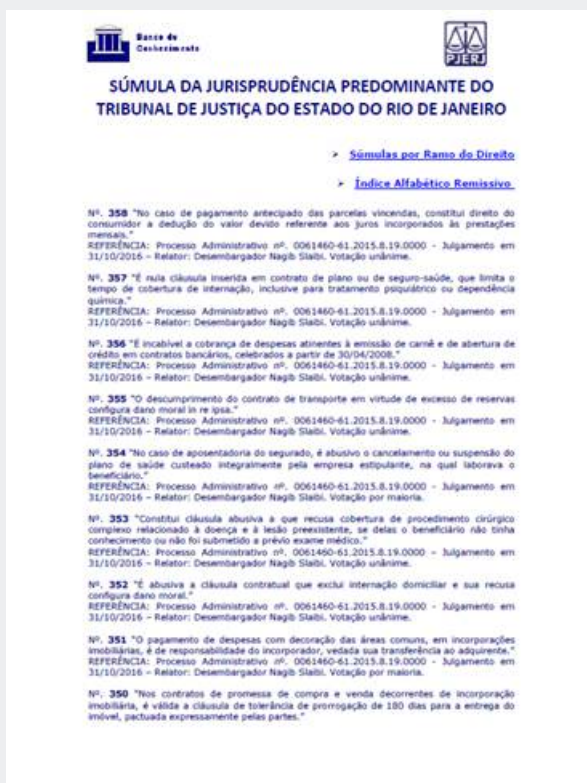 Banco de
Conhecimento
PJERJ
SÚMULA DA JURISPRUDÊNCIA PREDOMINANTE DO
TRIBUNAL DE JUSTIÇA DO ESTADO DO RIO DE JANEIRO
➢ Súmulas por Ramo do Direito
➢ Índice Alfabético Remissivo
Nº. 358 "No caso de pagamento antecipado das parcelas vincendas, constitui direito do
consumidor a dedução do valor devido referente aos juros incorporados às prestações
mensais."
REFERÊNCIA: Processo Administrativo nº. 0061460-61.2015.8.19.0000 - Julgamento em
31/10/2016 – Relator: Desembargador Nagib Slaibi. Votação unânime.
Nº. 357 "É nula cláusula inserida em contrato de plano ou de seguro-saúde, que limita o
tempo de cobertura de internação, inclusive para tratamento psiquiátrico ou dependência
química."
REFERÊNCIA: Processo Administrativo nº. 0061460-61.2015.8.19.0000 - Julgamento em
31/10/2016 – Relator: Desembargador Nagib Slaibi. Votação unânime.
Nº. 356 "É incabível a cobrança de despesas atinentes à emissão de carnê e de abertura de
crédito em contratos bancários, celebrados a partir de 30/04/2008."
REFERÊNCIA: Processo Administrativo nº. 0061460-61.2015.8.19.0000 - Julgamento em
31/10/2016 – Relator: Desembargador Nagib Slaibi. Votação unânime.
Nº. 355 "O descumprimento do contrato de transporte em virtude de excesso de reservas
configura dano moral in re ipsa."
REFERÊNCIA: Processo Administrativo nº. 0061460-61.2015.8.19.0000 - Julgamento em
31/10/2016 – Relator: Desembargador Nagib Slaibi. Votação unânime.
Nº. 354 "No caso de aposentadoria do segurado, é abusivo o cancelamento ou suspensão do
plano de saúde custeado integralmente pela empresa estipulante, na qual laborava o
beneficiário."
REFERÊNCIA: Processo Administrativo nº. 0061460-61.2015.8.19.0000 - Julgamento em
31/10/2016 – Relator: Desembargador Nagib Slaibi. Votação por maioria.
Nº. 353 "Constitui cláusula abusiva a que recusa cobertura de procedimento cirúrgico
complexo relacionado à doença e à lesão preexistente, se delas o beneficiário não tinha
conhecimento ou não foi submetido a prévio exame médico."
REFERÊNCIA: Processo Administrativo nº. 0061460-61.2015.8.19.0000 - Julgamento em
31/10/2016 – Relator: Desembargador Nagib Slaibi. Votação unânime.
Nº. 352 "É abusiva a cláusula contratual que exclui internação domiciliar e sua recusa
configura dano moral."
REFERÊNCIA: Processo Administrativo nº. 0061460-61.2015.8.19.0000 - Julgamento em
31/10/2016 – Relator: Desembargador Nagib Slaibi. Votação unânime.
Nº. 351 "O pagamento de despesas com decoração das áreas comuns, em incorporações
imobiliárias, é de responsabilidade do incorporador, vedada sua transferência ao adquirente."
REFERÊNCIA: Processo Administrativo nº. 0061460-61.2015.8.19.0000 - Julgamento em
31/10/2016 – Relator: Desembargador Nagib Slaibi. Votação por maioria.
Nº. 350 "Nos contratos de promessa de compra e venda decorrentes de incorporação
imobiliária, é válida a cláusula de tolerância de prorrogação de 180 dias para a entrega do
imóvel, pactuada expressamente pelas partes."